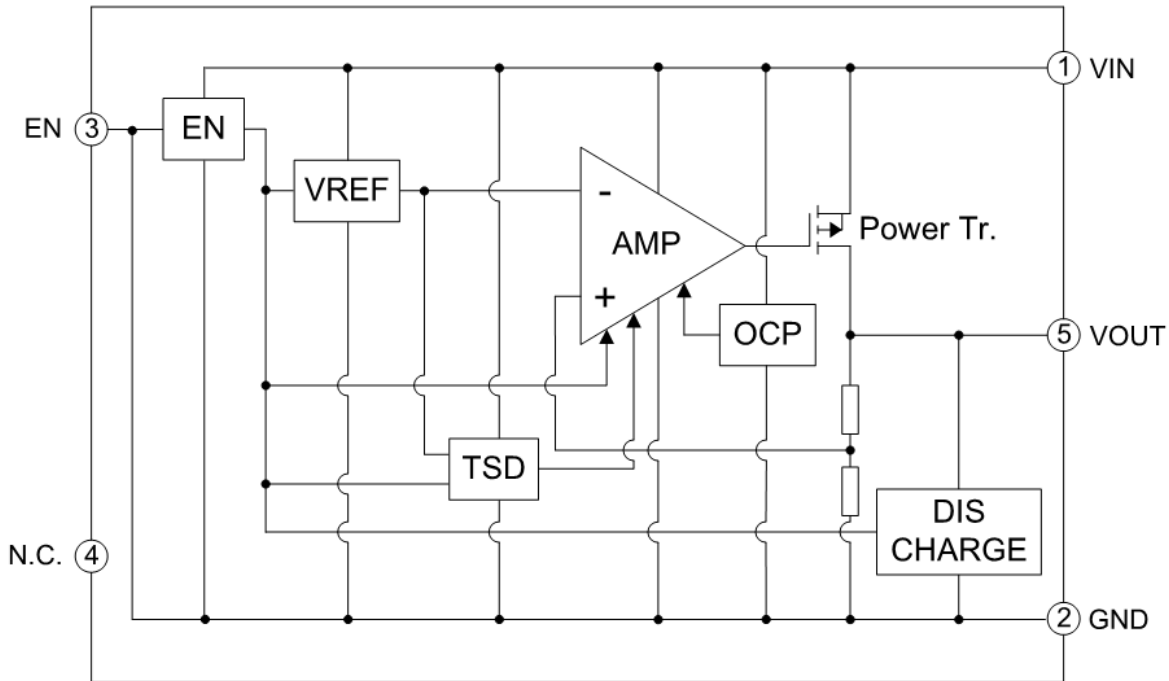 1 VIN
EN 3
EN
VREF
-
AMP
+
Power Tr.
OCP
5 VOUT
TSD
DIS
CHARGE
N.C. 4
2 GND